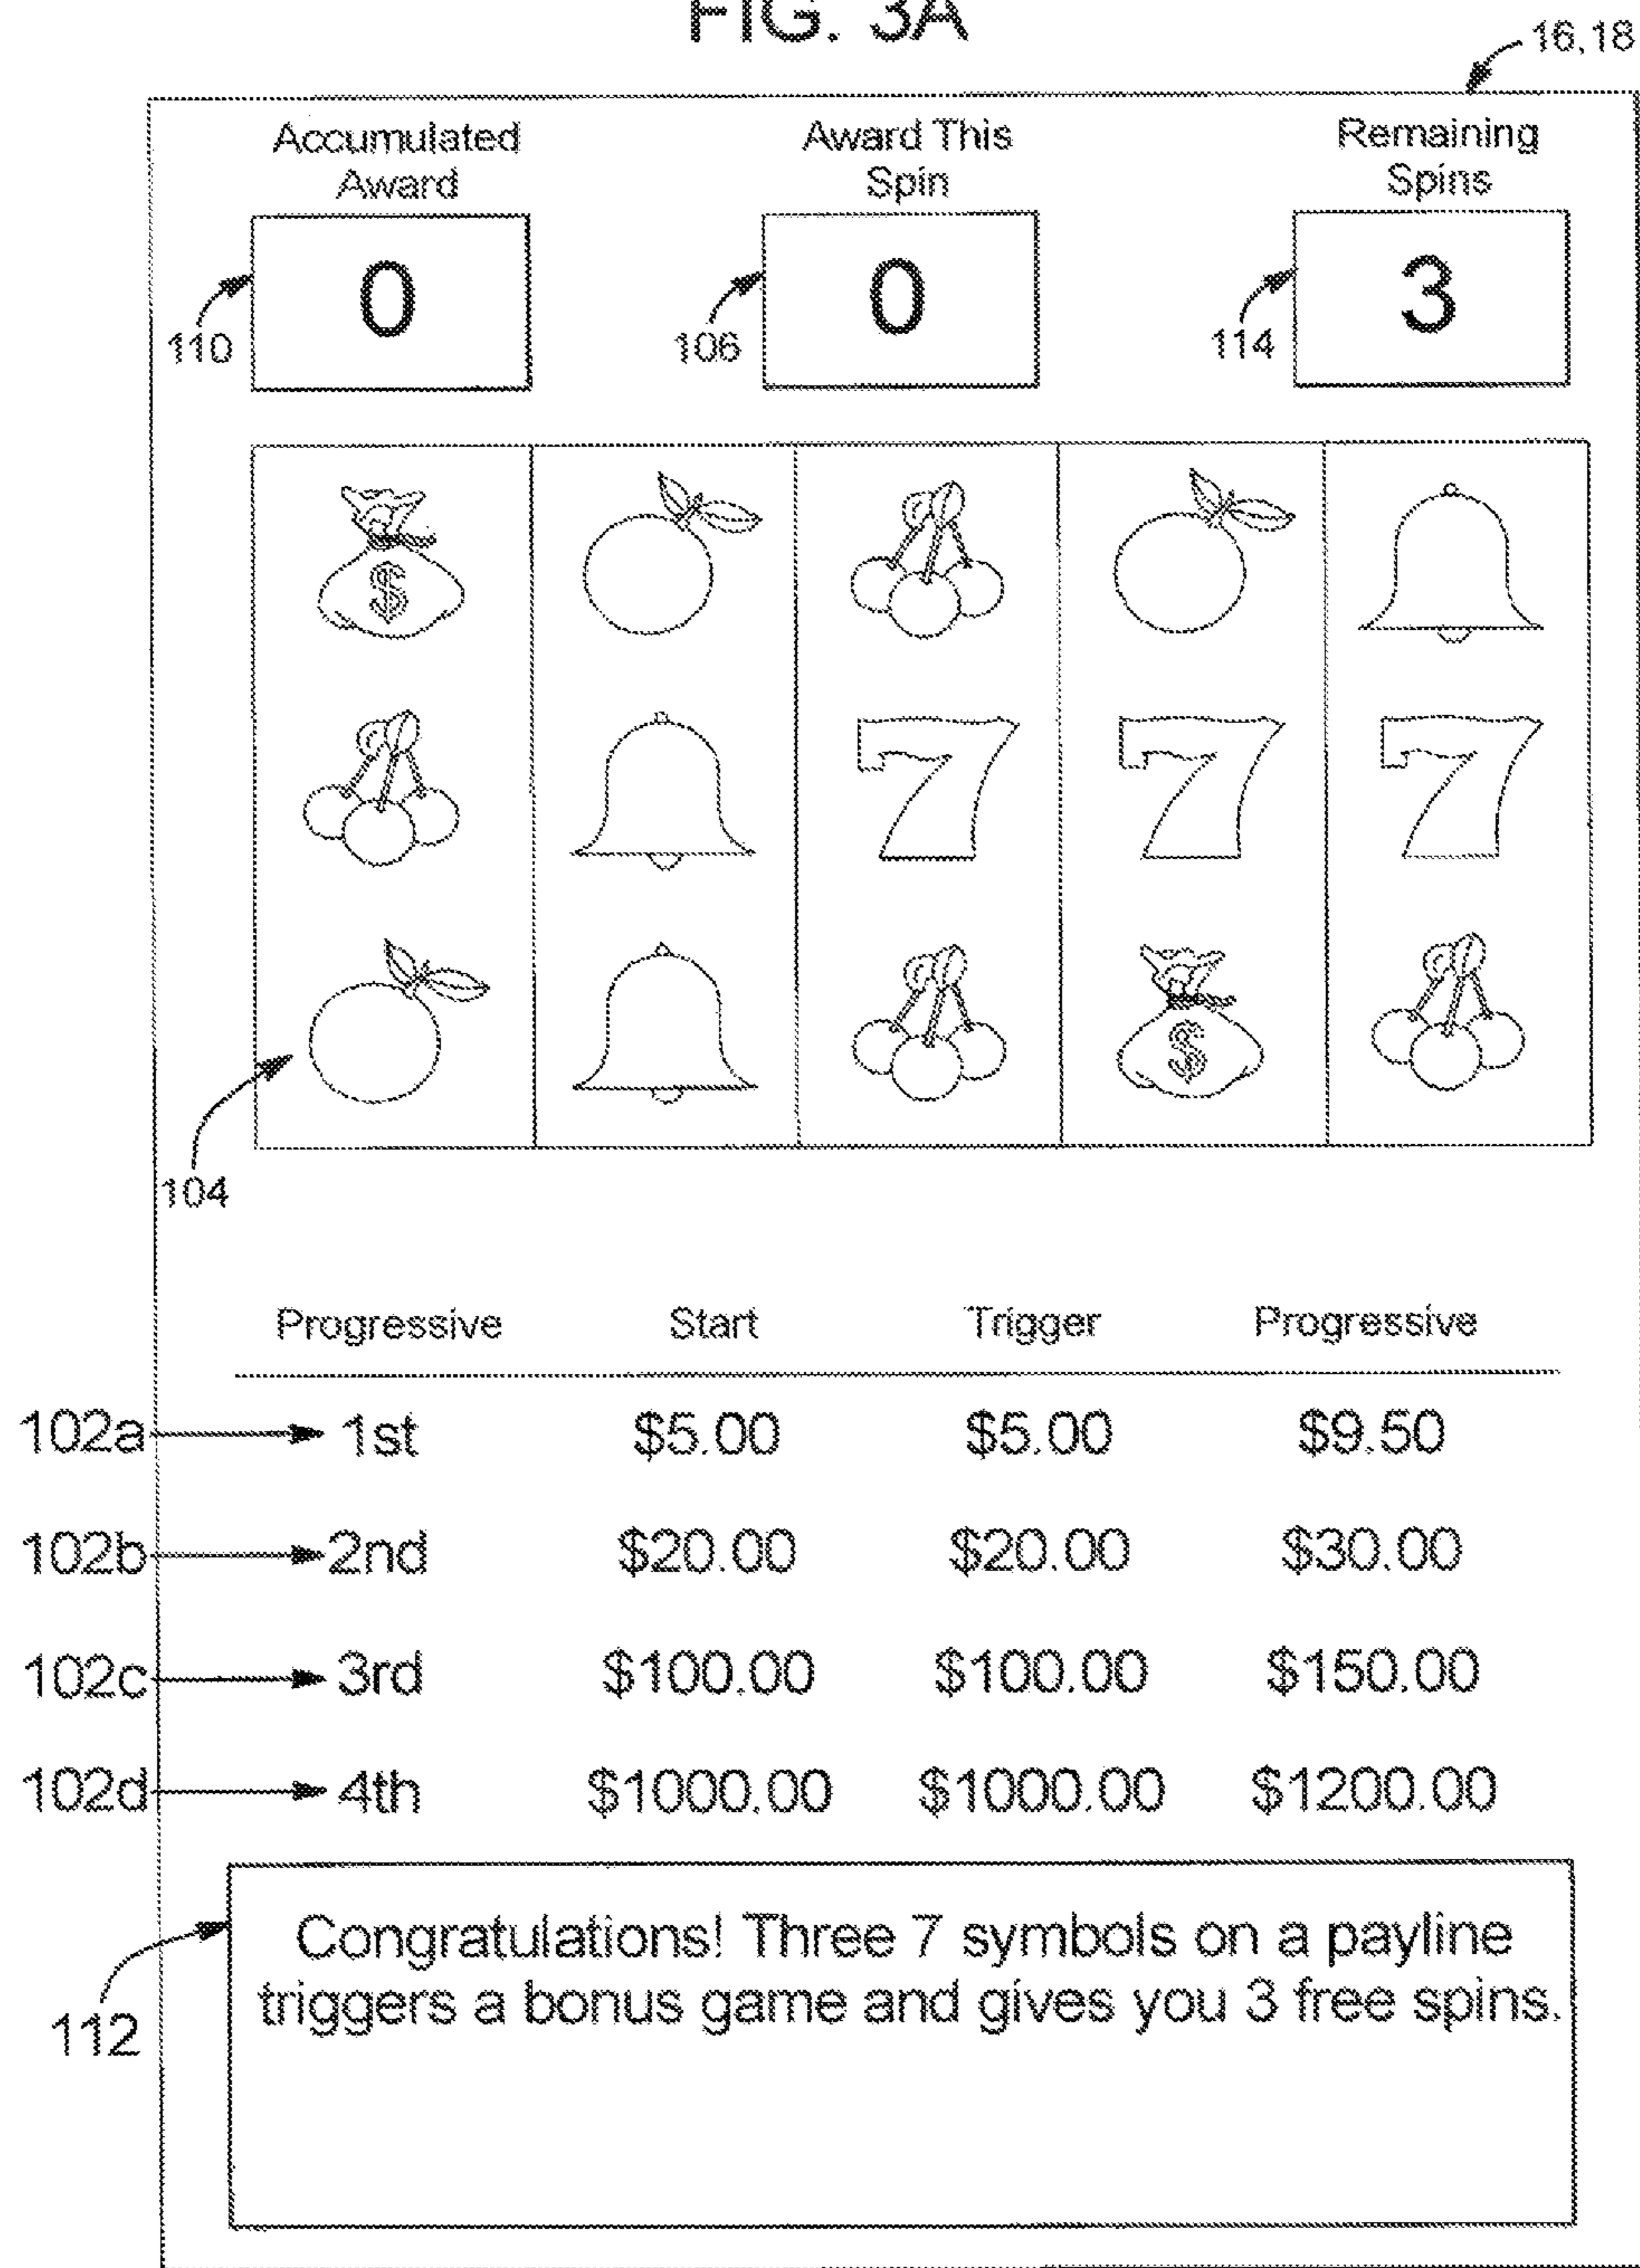 FIG. 3A
16,18
Accumulated Award This Remaining
Award Spin Spins
0 0 3
110 106 114
$
7 7 7
$
104
Progressive Start Trigger Progressive
102a 1st $5.00 $5.00 $9.50
102b 2nd $20.00 $20.00 $30.00
102c 3rd $100.00 $100.00 $150.00
102d 4th $1000.00 $1000.00 $1200.00
Congratulations! Three 7 symbols on a payline
triggers a bonus game and gives you 3 free spins.
112